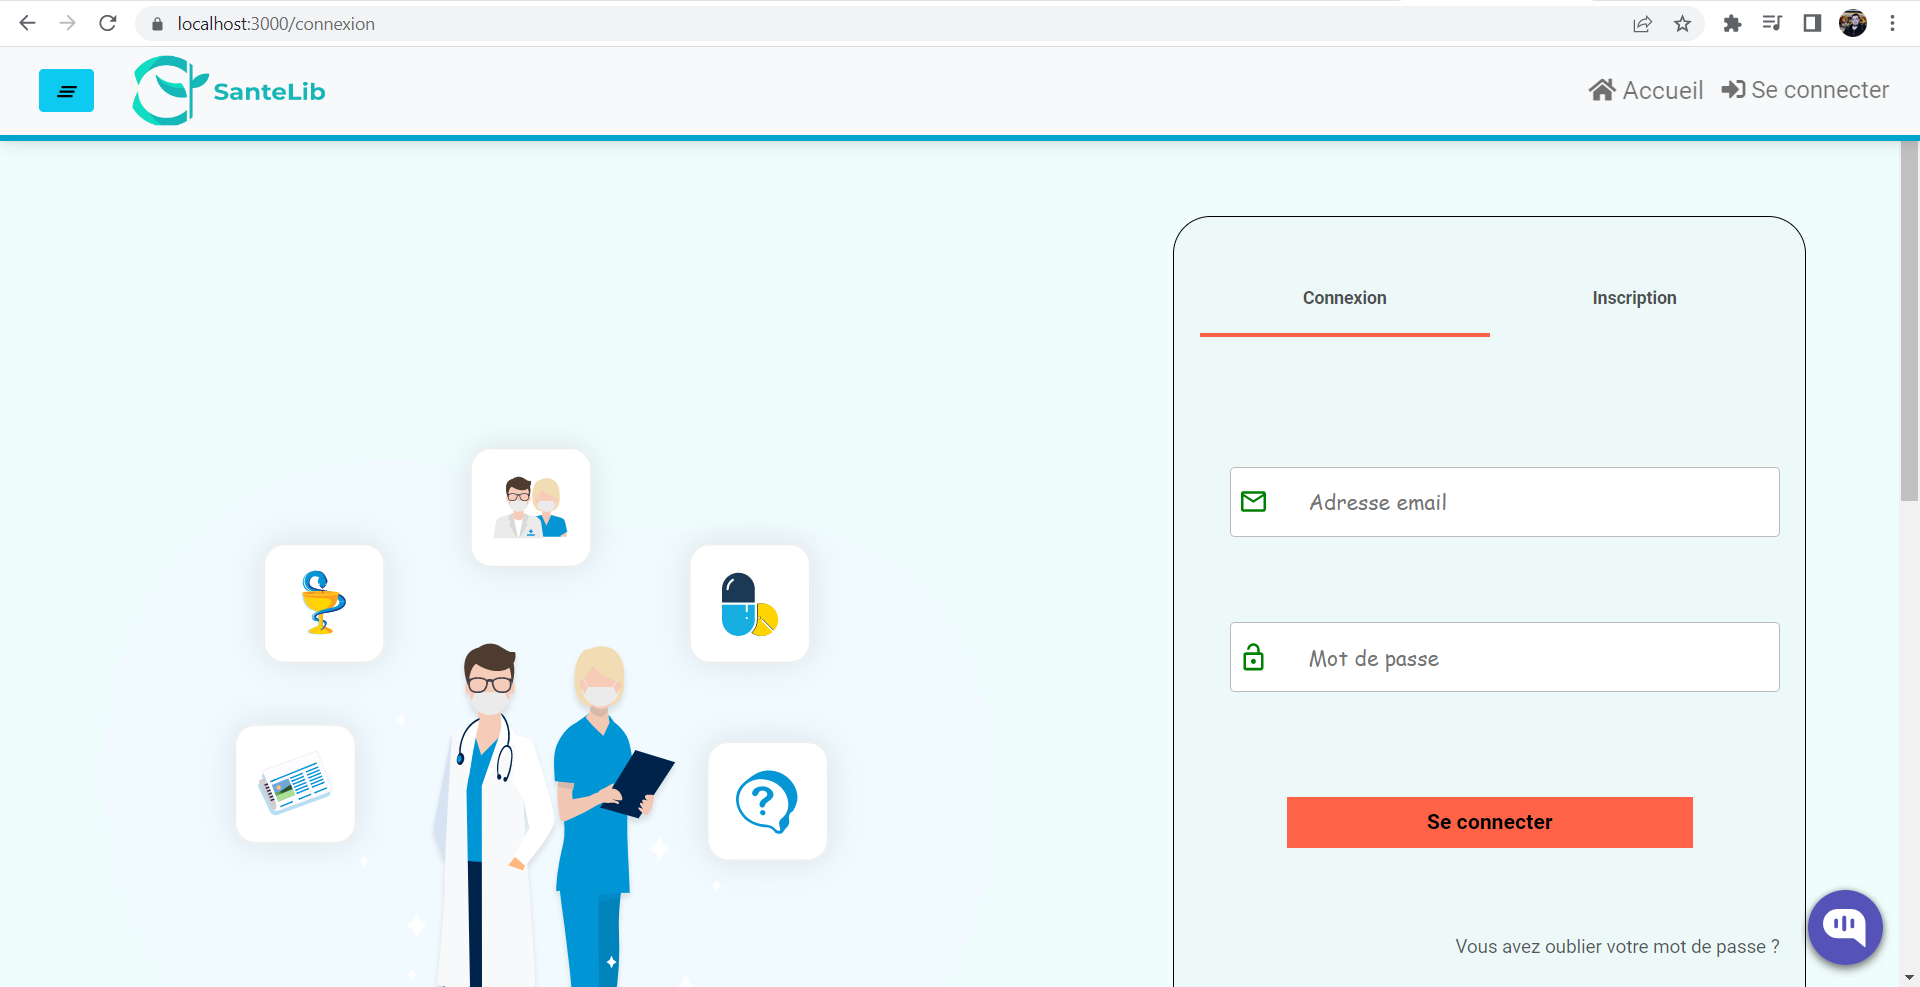 localhost:3000/connexion
SanteLib
Accueil
Se connecter
Connexion
Inscription
Adresse email
Mot de passe
Se connecter
Vous avez oublier votre mot de passe ?